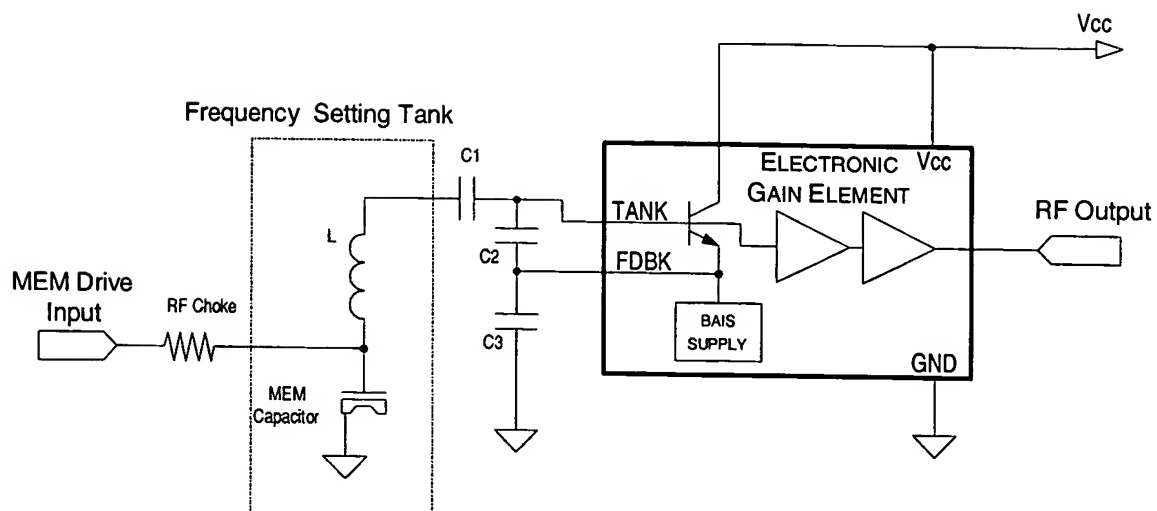 Vcc
Frequency Setting Tank
C1
ELECTRONIC
GAIN ELEMENT
Vcc
L
TANK
C2
FDBK
RF Output
MEM Drive
Input
RF Choke
C3
BAIS
SUPPLY
GND
MEM
Capacitor